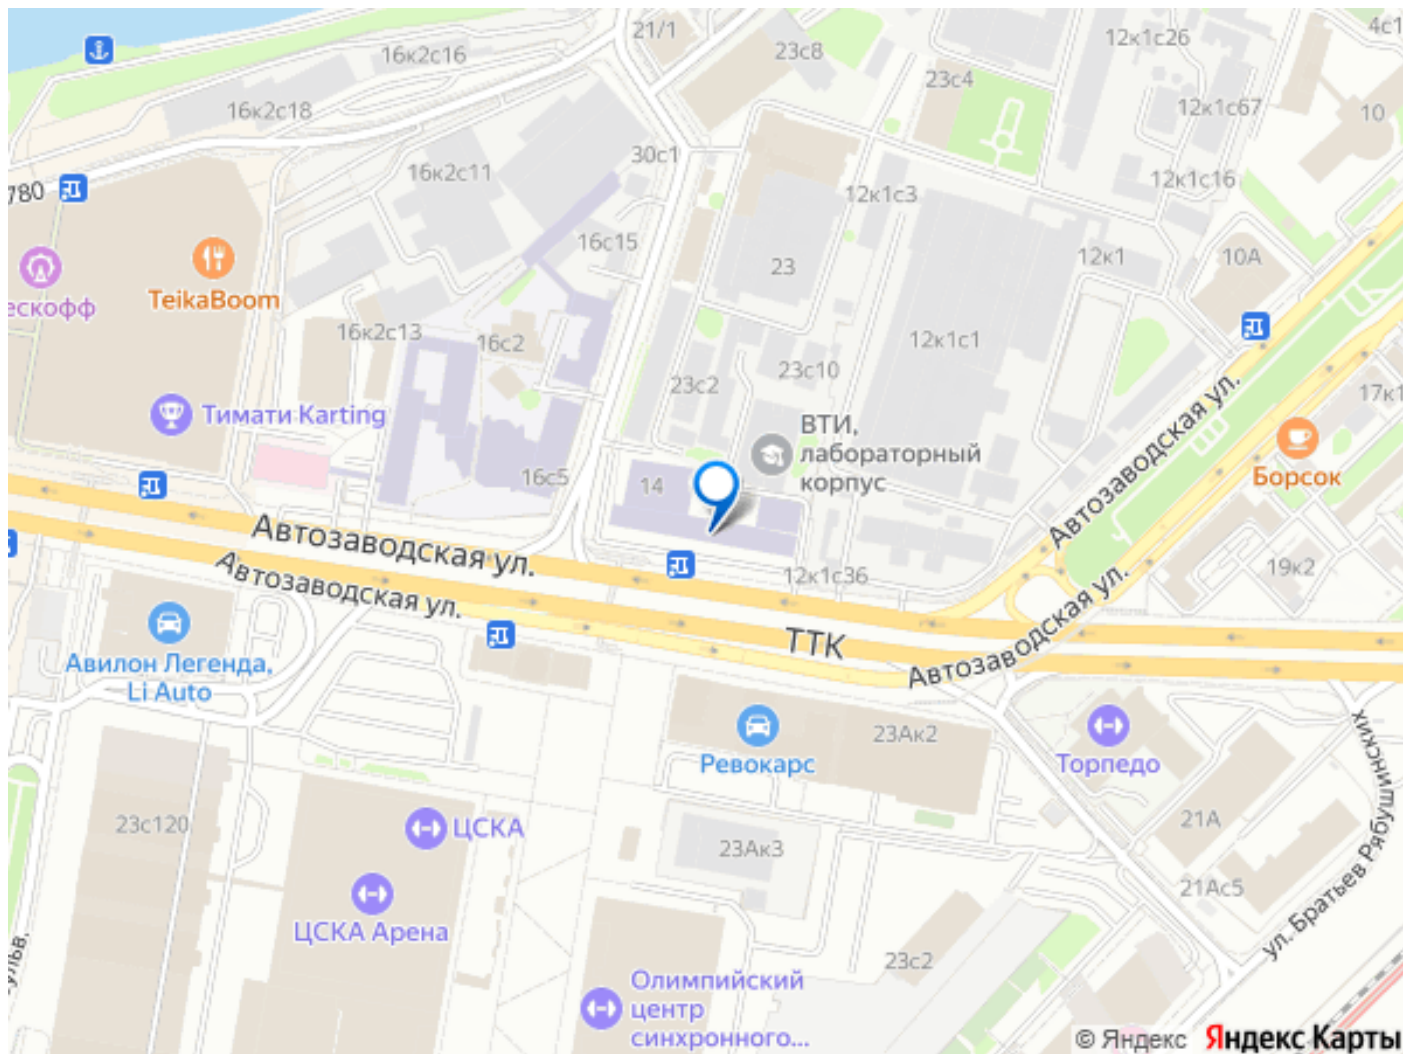 21/1
4с1
16к2с16
23с8
12к1с26
23с4
16к2с18
12к1с67
10
30с1
16к2с11
12к1с16
780
12к1с3
16с15
23
12к1
10А
TeikaBoom
ескофф
16к2с13
16с2
12к1с1
23с10
23с2
17к1
Тимати Karting
ВТИ,
лабораторный
корпус
Автозаводская ул.
Борсок
16с5
14
Автозаводская ул.
Автозаводская ул.
12к1с36
19к2
Автозаводская ул.
ТТК
Авилон Легенда,
Li Auto
23Ак2
Ревокарс
Торпедо
ул. Братьев Рябушинских
23с120
ЦСКА
21А
23Ак3
21Ас5
ЦСКА Арена
ульв.
23с2
Олимпийский
центр
синхронного...
© Яндекс Яндекс Карты